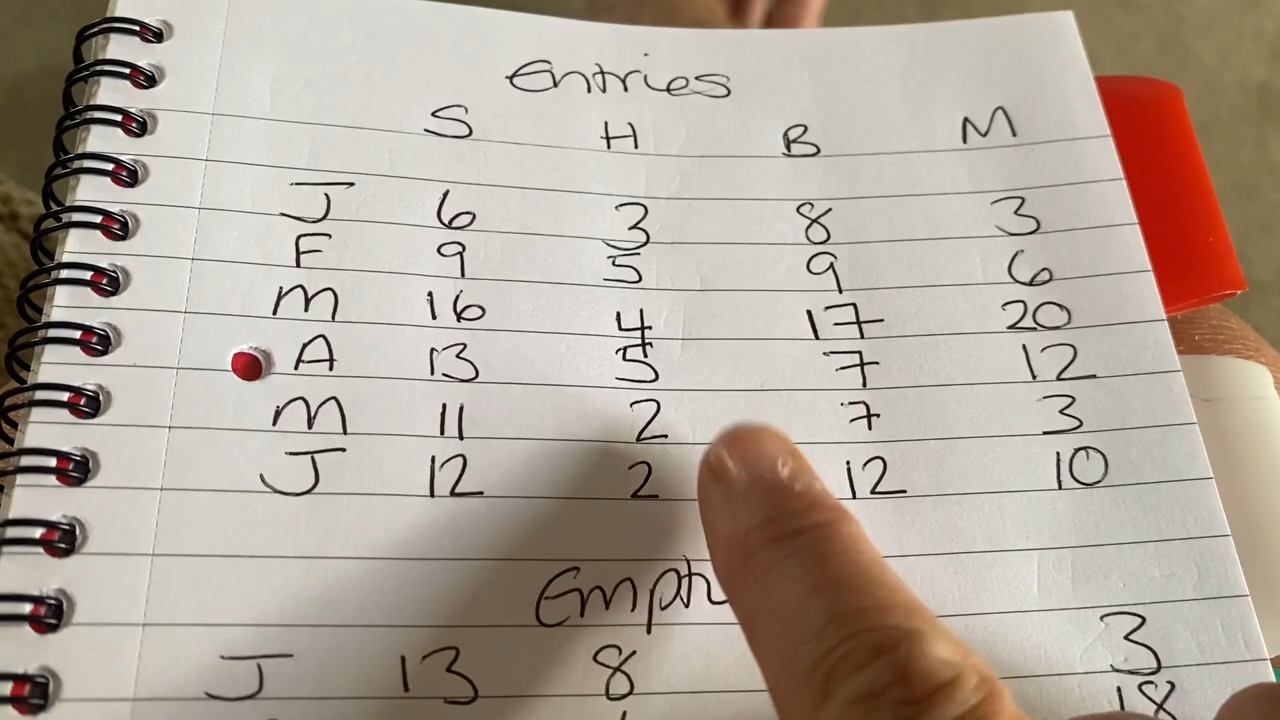 Entries
S H B M
J 6 3 8 3
F 9 5 9 6
M 16 4 17 20
A 13 5 7 12
M 11 2 7 3
J 12 2 12 10
J 13 8 3
18